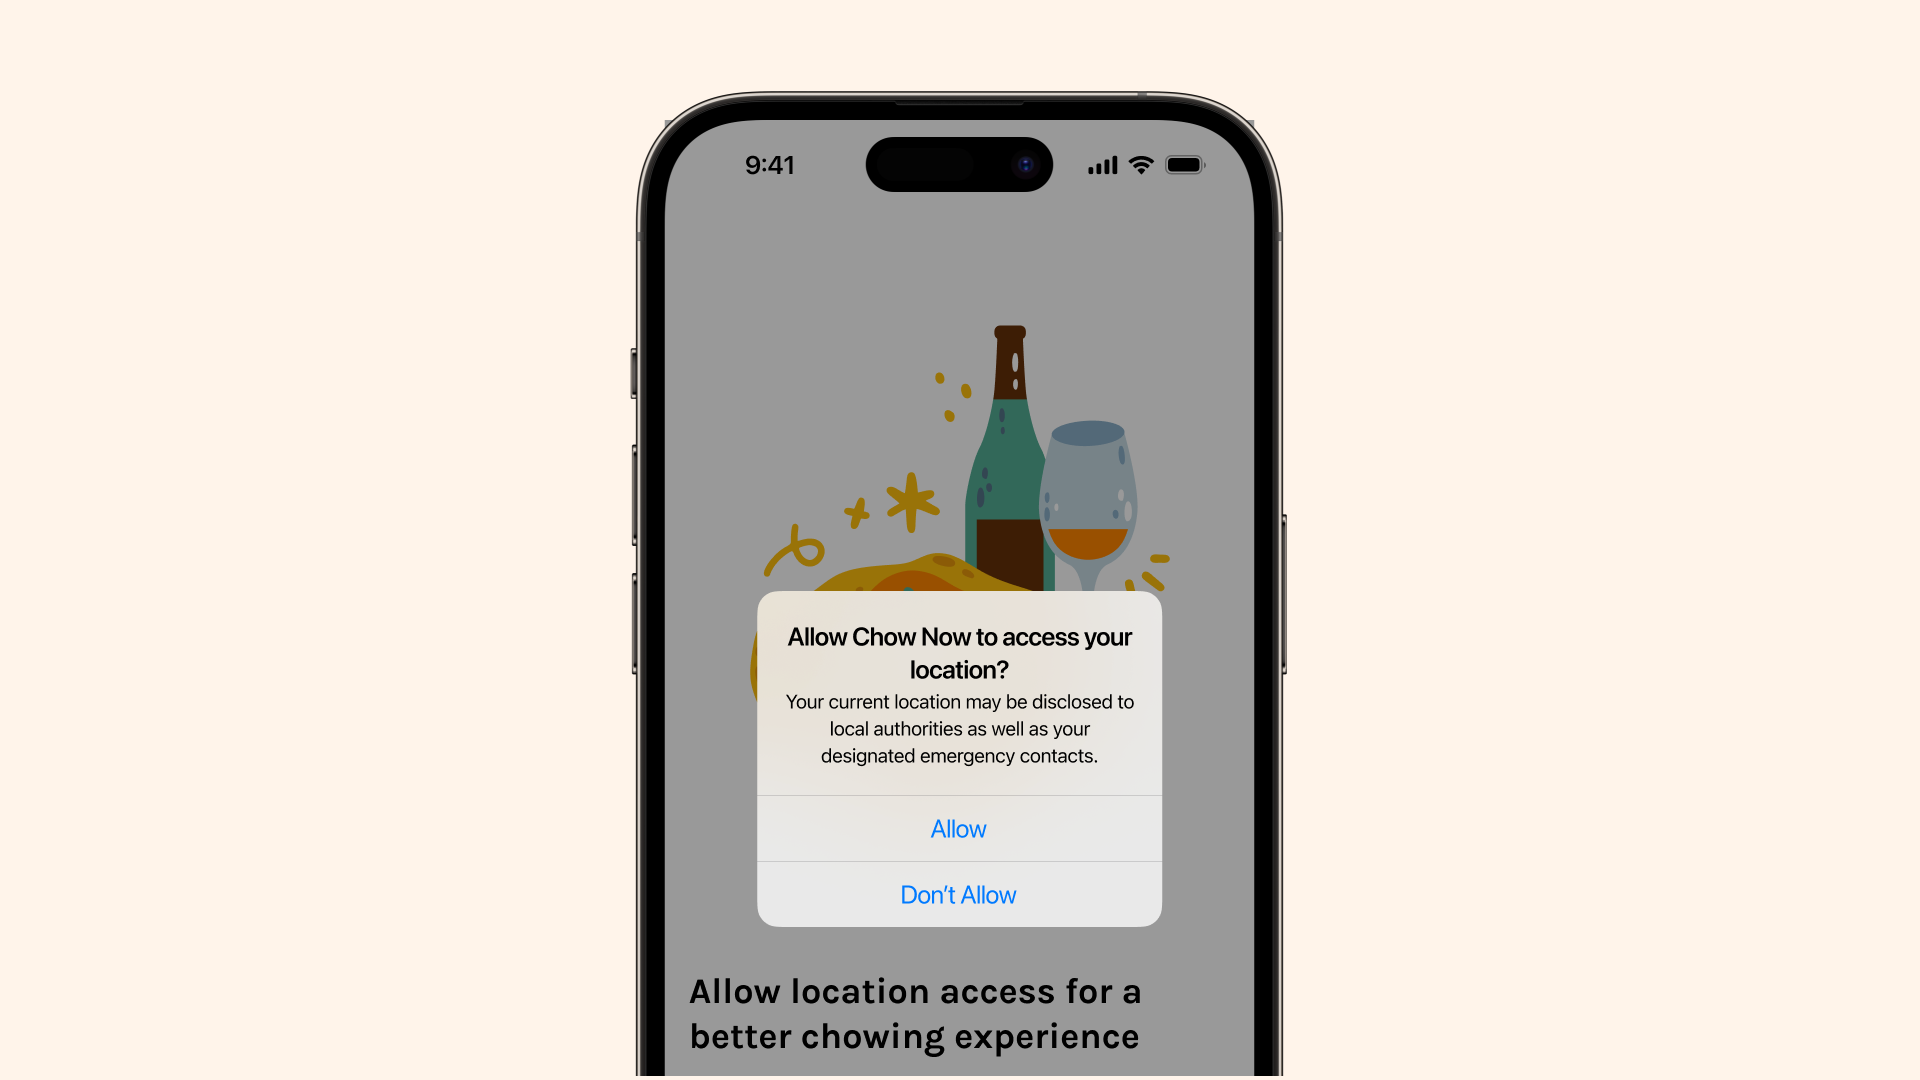 9:41
Allow Chow Now to access your
location?
Your current location may be disclosed to
local authorities as well as your
designated emergency contacts.
Allow
Don’t Allow
Allow location access for a
better chowing experience